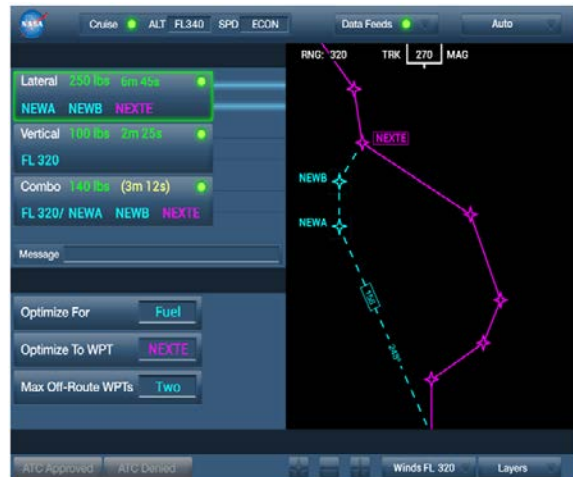 NASA
Cruise ALT FL340 SPD ECON Data Feeds Auto
RNG: 320 TRK 270 MAG
Lateral 250 lbs 6m 45s
NEWA NEWB NEXTE
Vertical 100 lbs 2m 25s
FL 320
Combo 140 lbs (3m 12s)
FL 320/ NEWA NEWB NEXTE
Message
Optimize For Fuel
Optimize To WPT NEXTE
Max Off-Route WPTs Two
NEXTE
NEWB
NEWA
156
248°
ATC Approved ATC Denied
Winds FL 320 Layers